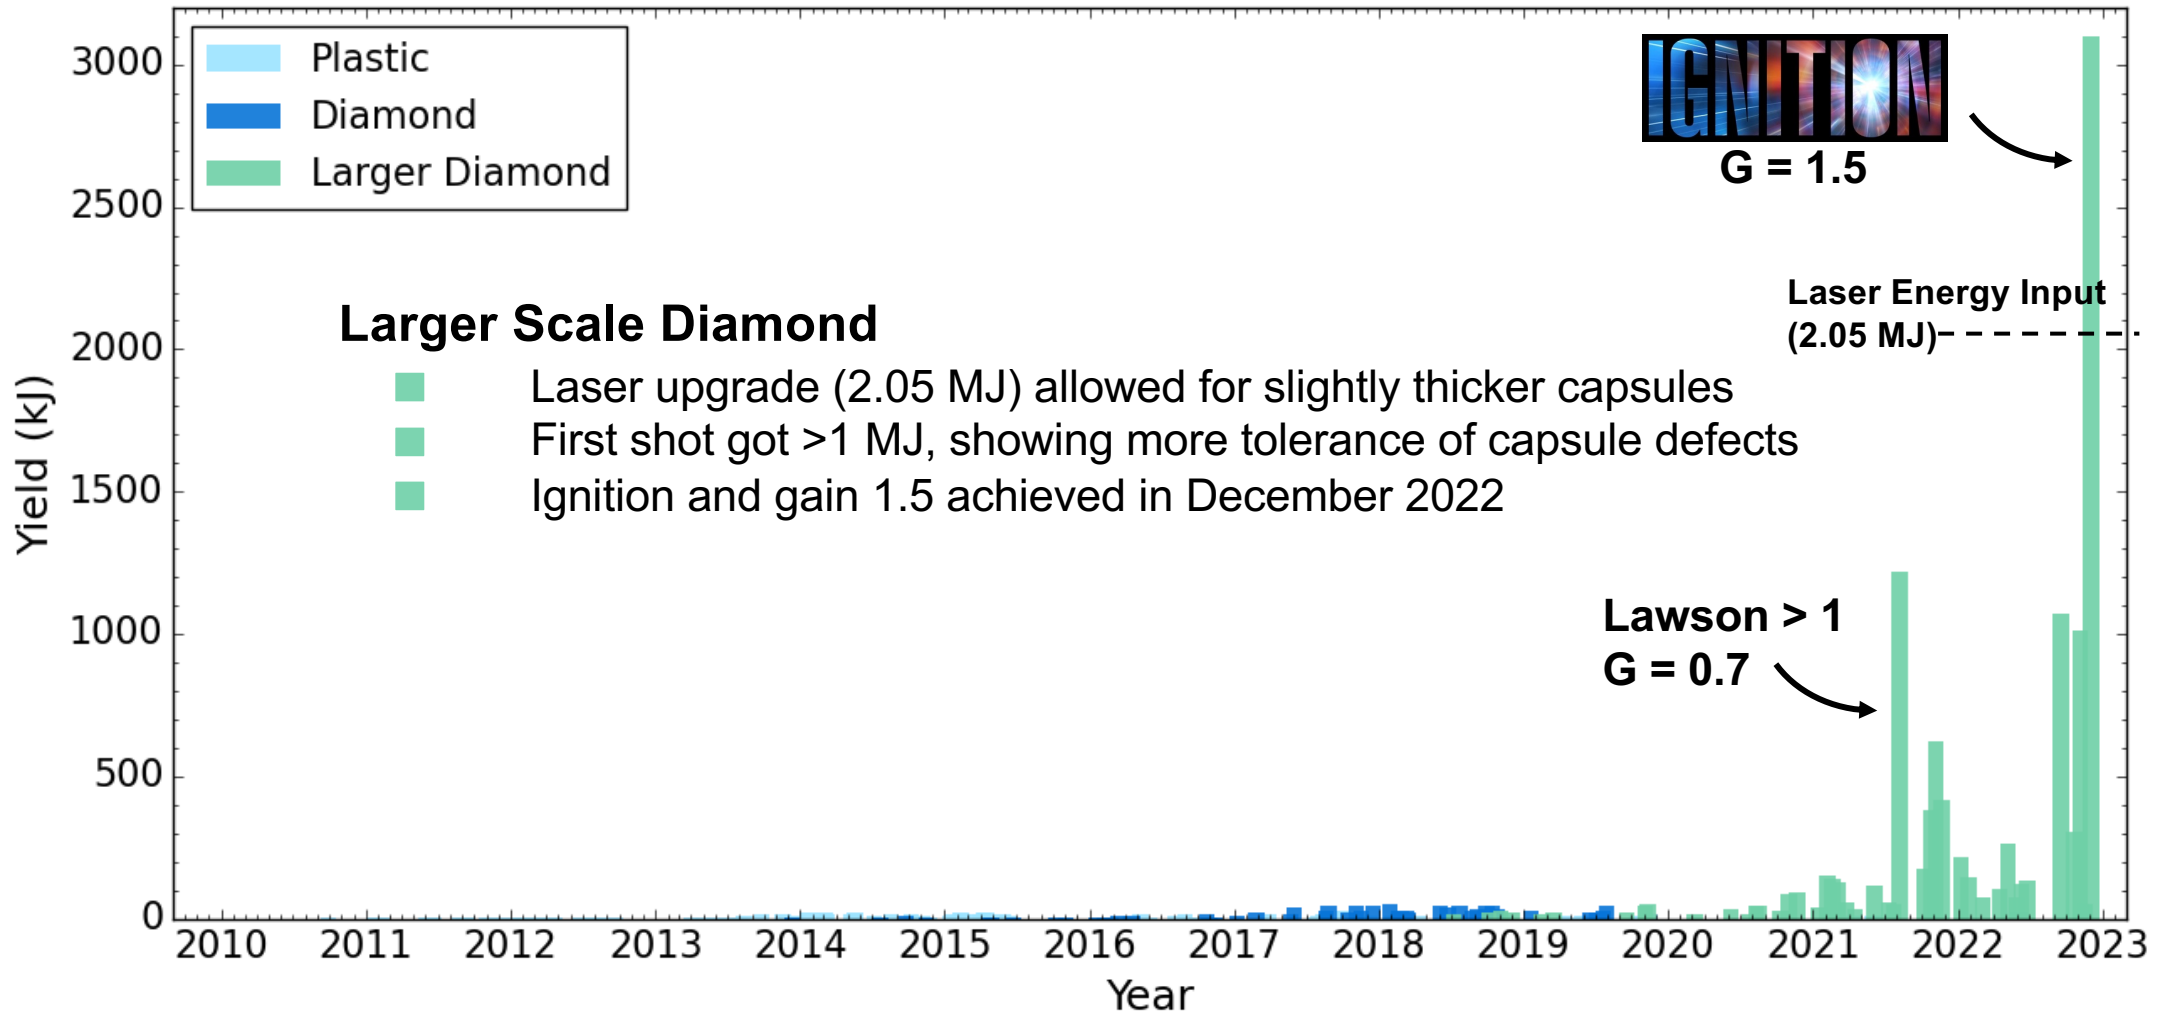 Plastic
Diamond
Larger Diamond
IGNITION
G = 1.5
Laser Energy Input
(2.05 MJ)
Larger Scale Diamond
Laser upgrade (2.05 MJ) allowed for slightly thicker capsules
First shot got >1 MJ, showing more tolerance of capsule defects
Ignition and gain 1.5 achieved in December 2022
Lawson > 1
G = 0.7
Yield (kJ)
3000
2500
2000
1500
1000
500
0
2010 2011 2012 2013 2014 2015 2016 2017 2018 2019 2020 2021 2022 2023
Year